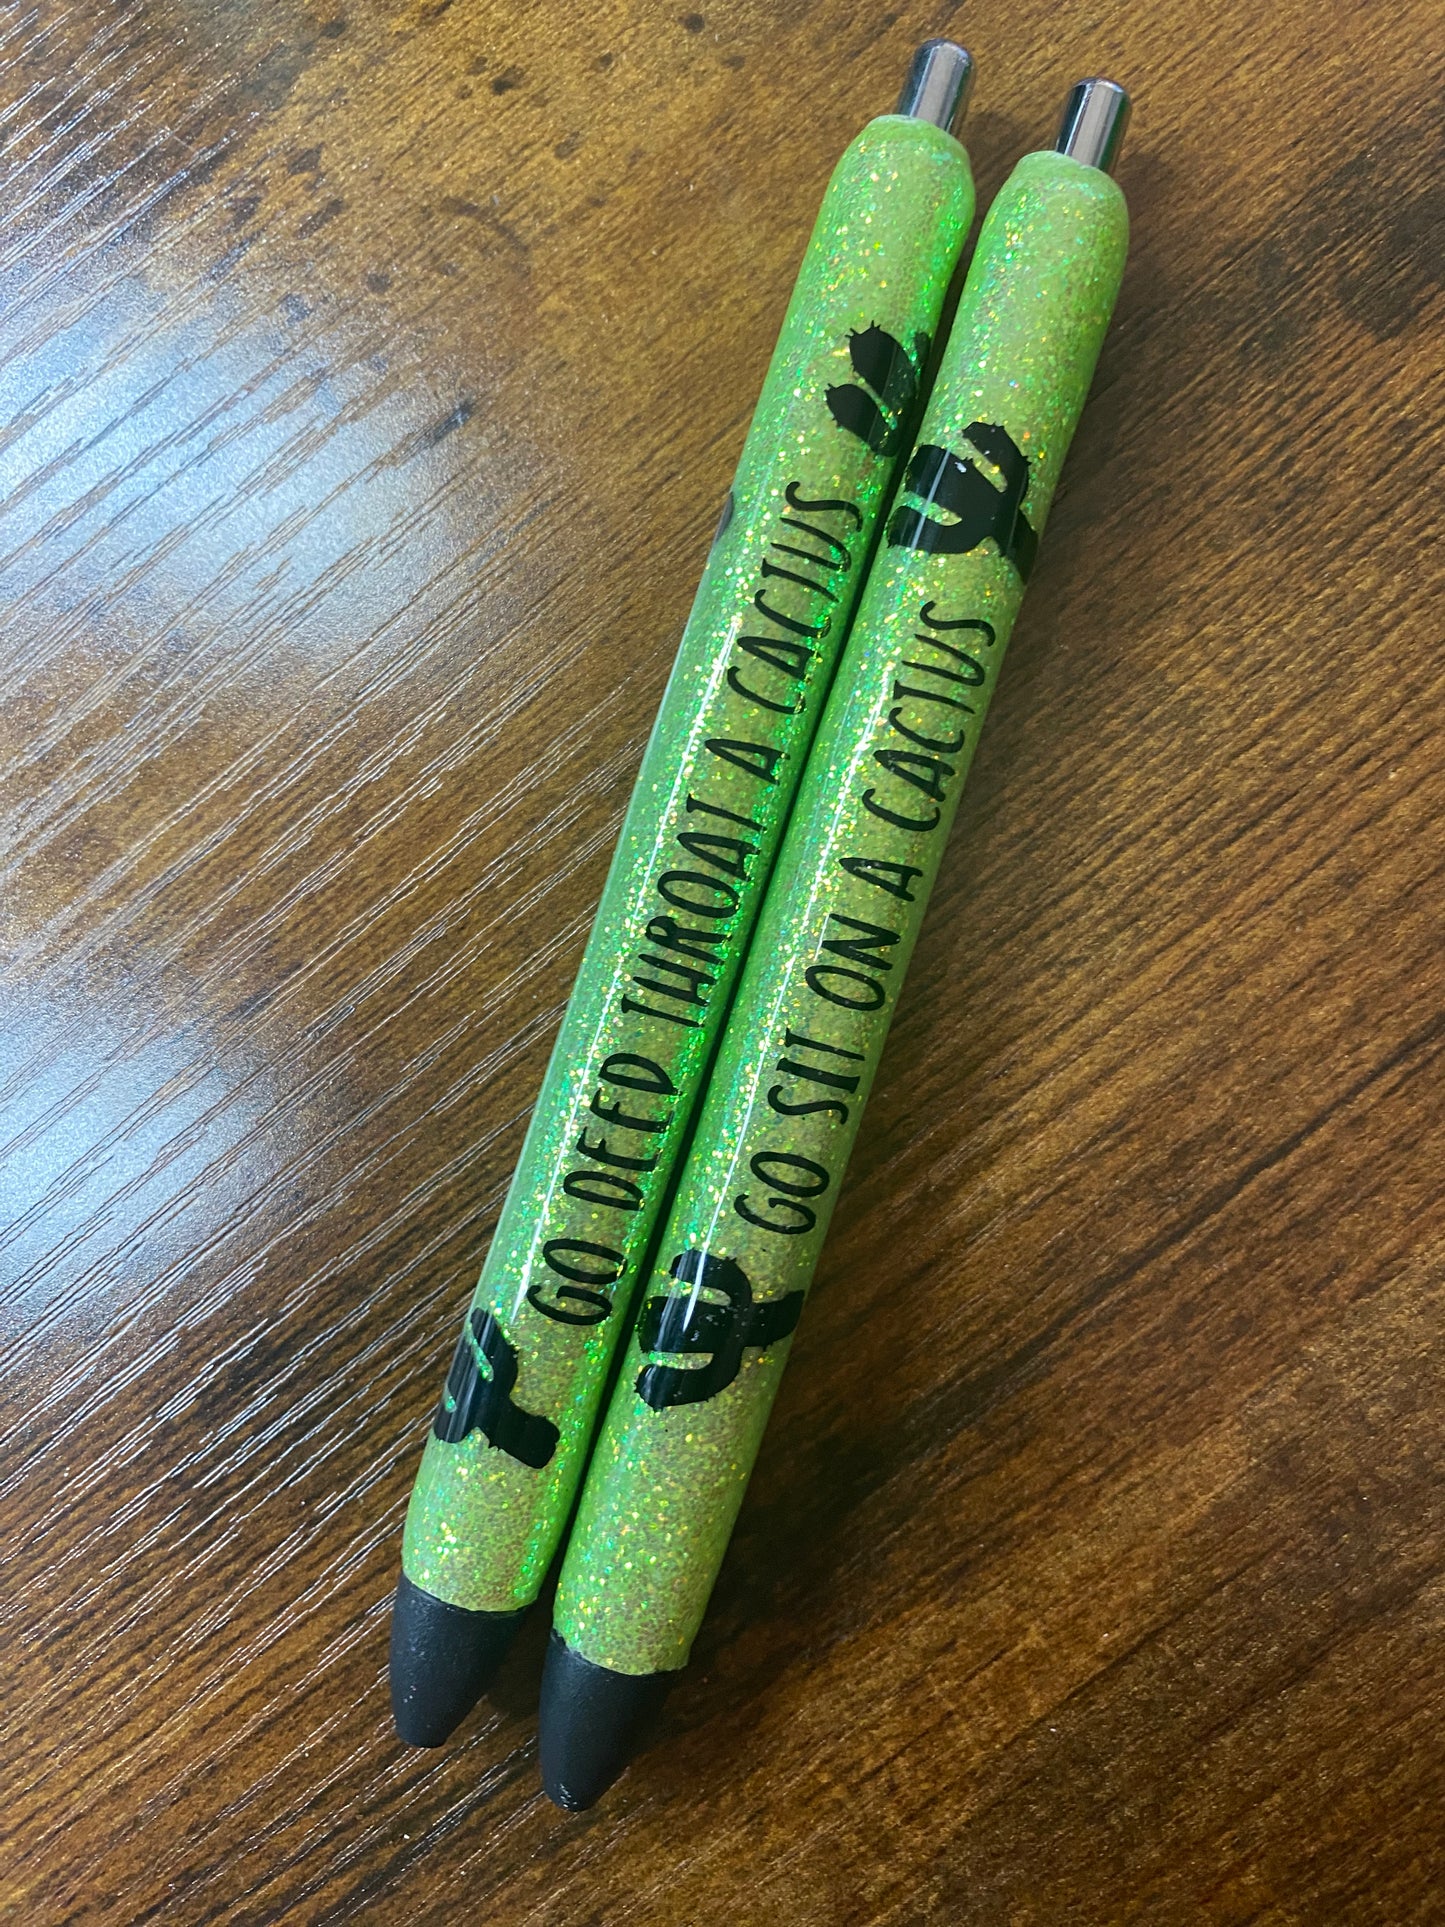 GO DEEP THROAT A CACTUS
GO SIT ON A CACTUS